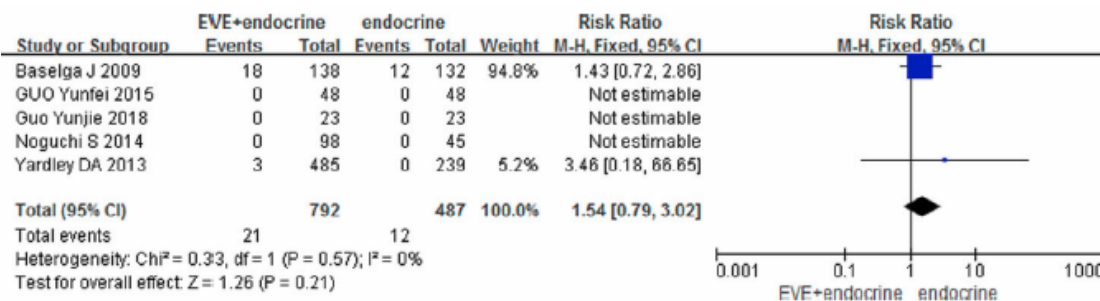 EVE+endocrine endocrine Risk Ratio Risk Ratio
Study or Subgroup Events Total Events Total Weight M-H, Fixed, 95% CI M-H, Fixed, 95% CI
Baselga J 2009 18 138 12 132 94.8% 1.43 [0.72, 2.86]
GUO Yunfei 2015 0 48 0 48 Not estimable
Guo Yunjie 2018 0 23 0 23 Not estimable
Noguchi S 2014 0 98 0 45 Not estimable
Yardley DA 2013 3 485 0 239 5.2% 3.46 [0.18, 66.65]
Total (95% CI) 792 487 100.0% 1.54 [0.79, 3.02]
Total events 21 12
Heterogeneity: Chi² = 0.33, df = 1 (P = 0.57); I² = 0%
Test for overall effect: Z = 1.26 (P = 0.21)
0.001 0.1 1 10 1000
EVE+endocrine endocrine